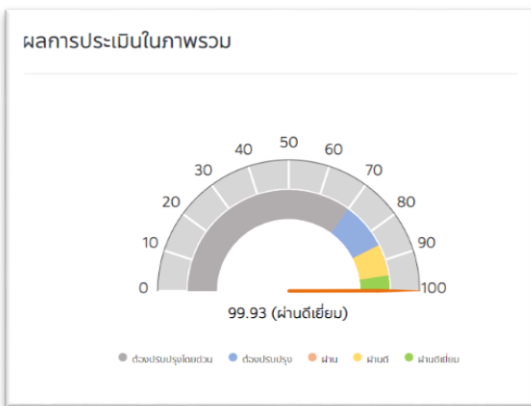 ผลการประเมินในภาพรวม
50
40 60
30 70
20 80
10 90
0 100
99.93 (ผ่านดีเยี่ยม)
ต้องปรับปรุงโดยด่วน ต้องปรับปรุง ผ่าน ผ่านดี ผ่านดีเยี่ยม